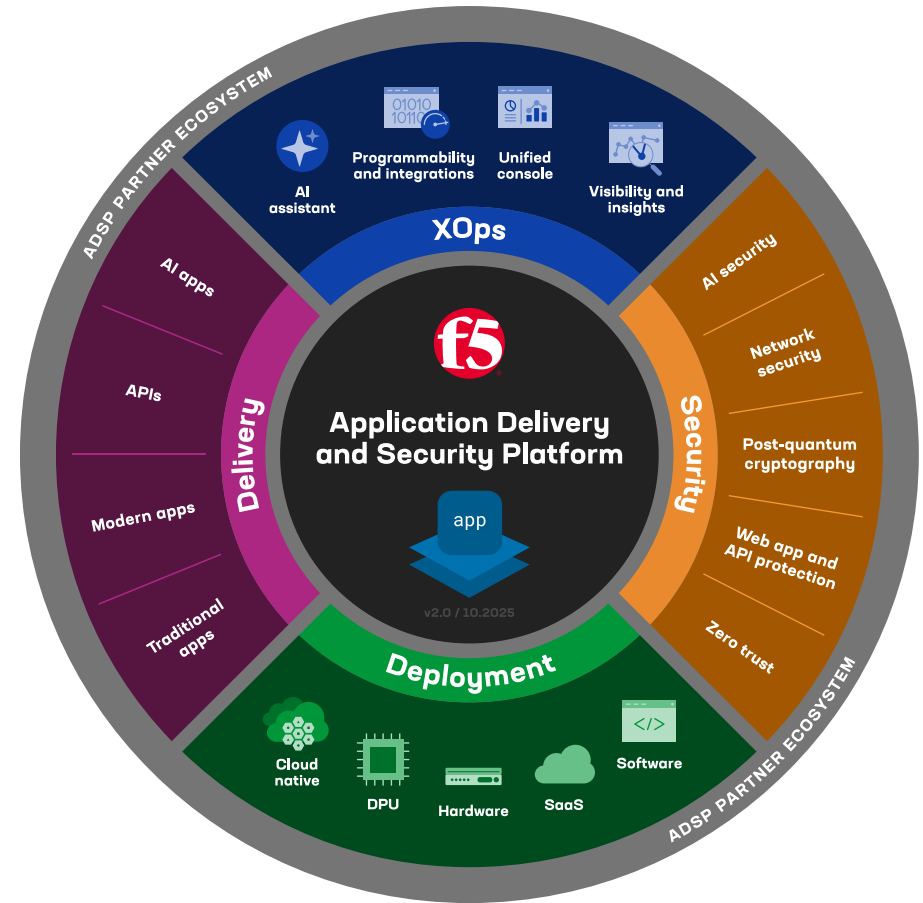 ADSP PARTNER ECOSYSTEM
01010
10110
AI
assistant
Programmability
and integrations
Unified
console
Visibility and
insights
XOps
AI apps
APIs
Modern apps
Traditional
apps
Delivery
f5
Application Delivery
and Security Platform
app
v2.0 / 10.2025
Security
AI security
Network
security
Post-quantum
cryptography
Web app and
API protection
Zero trust
Deployment
Cloud
native
DPU
Hardware
SaaS
</>
Software
ADSP PARTNER ECOSYSTEM